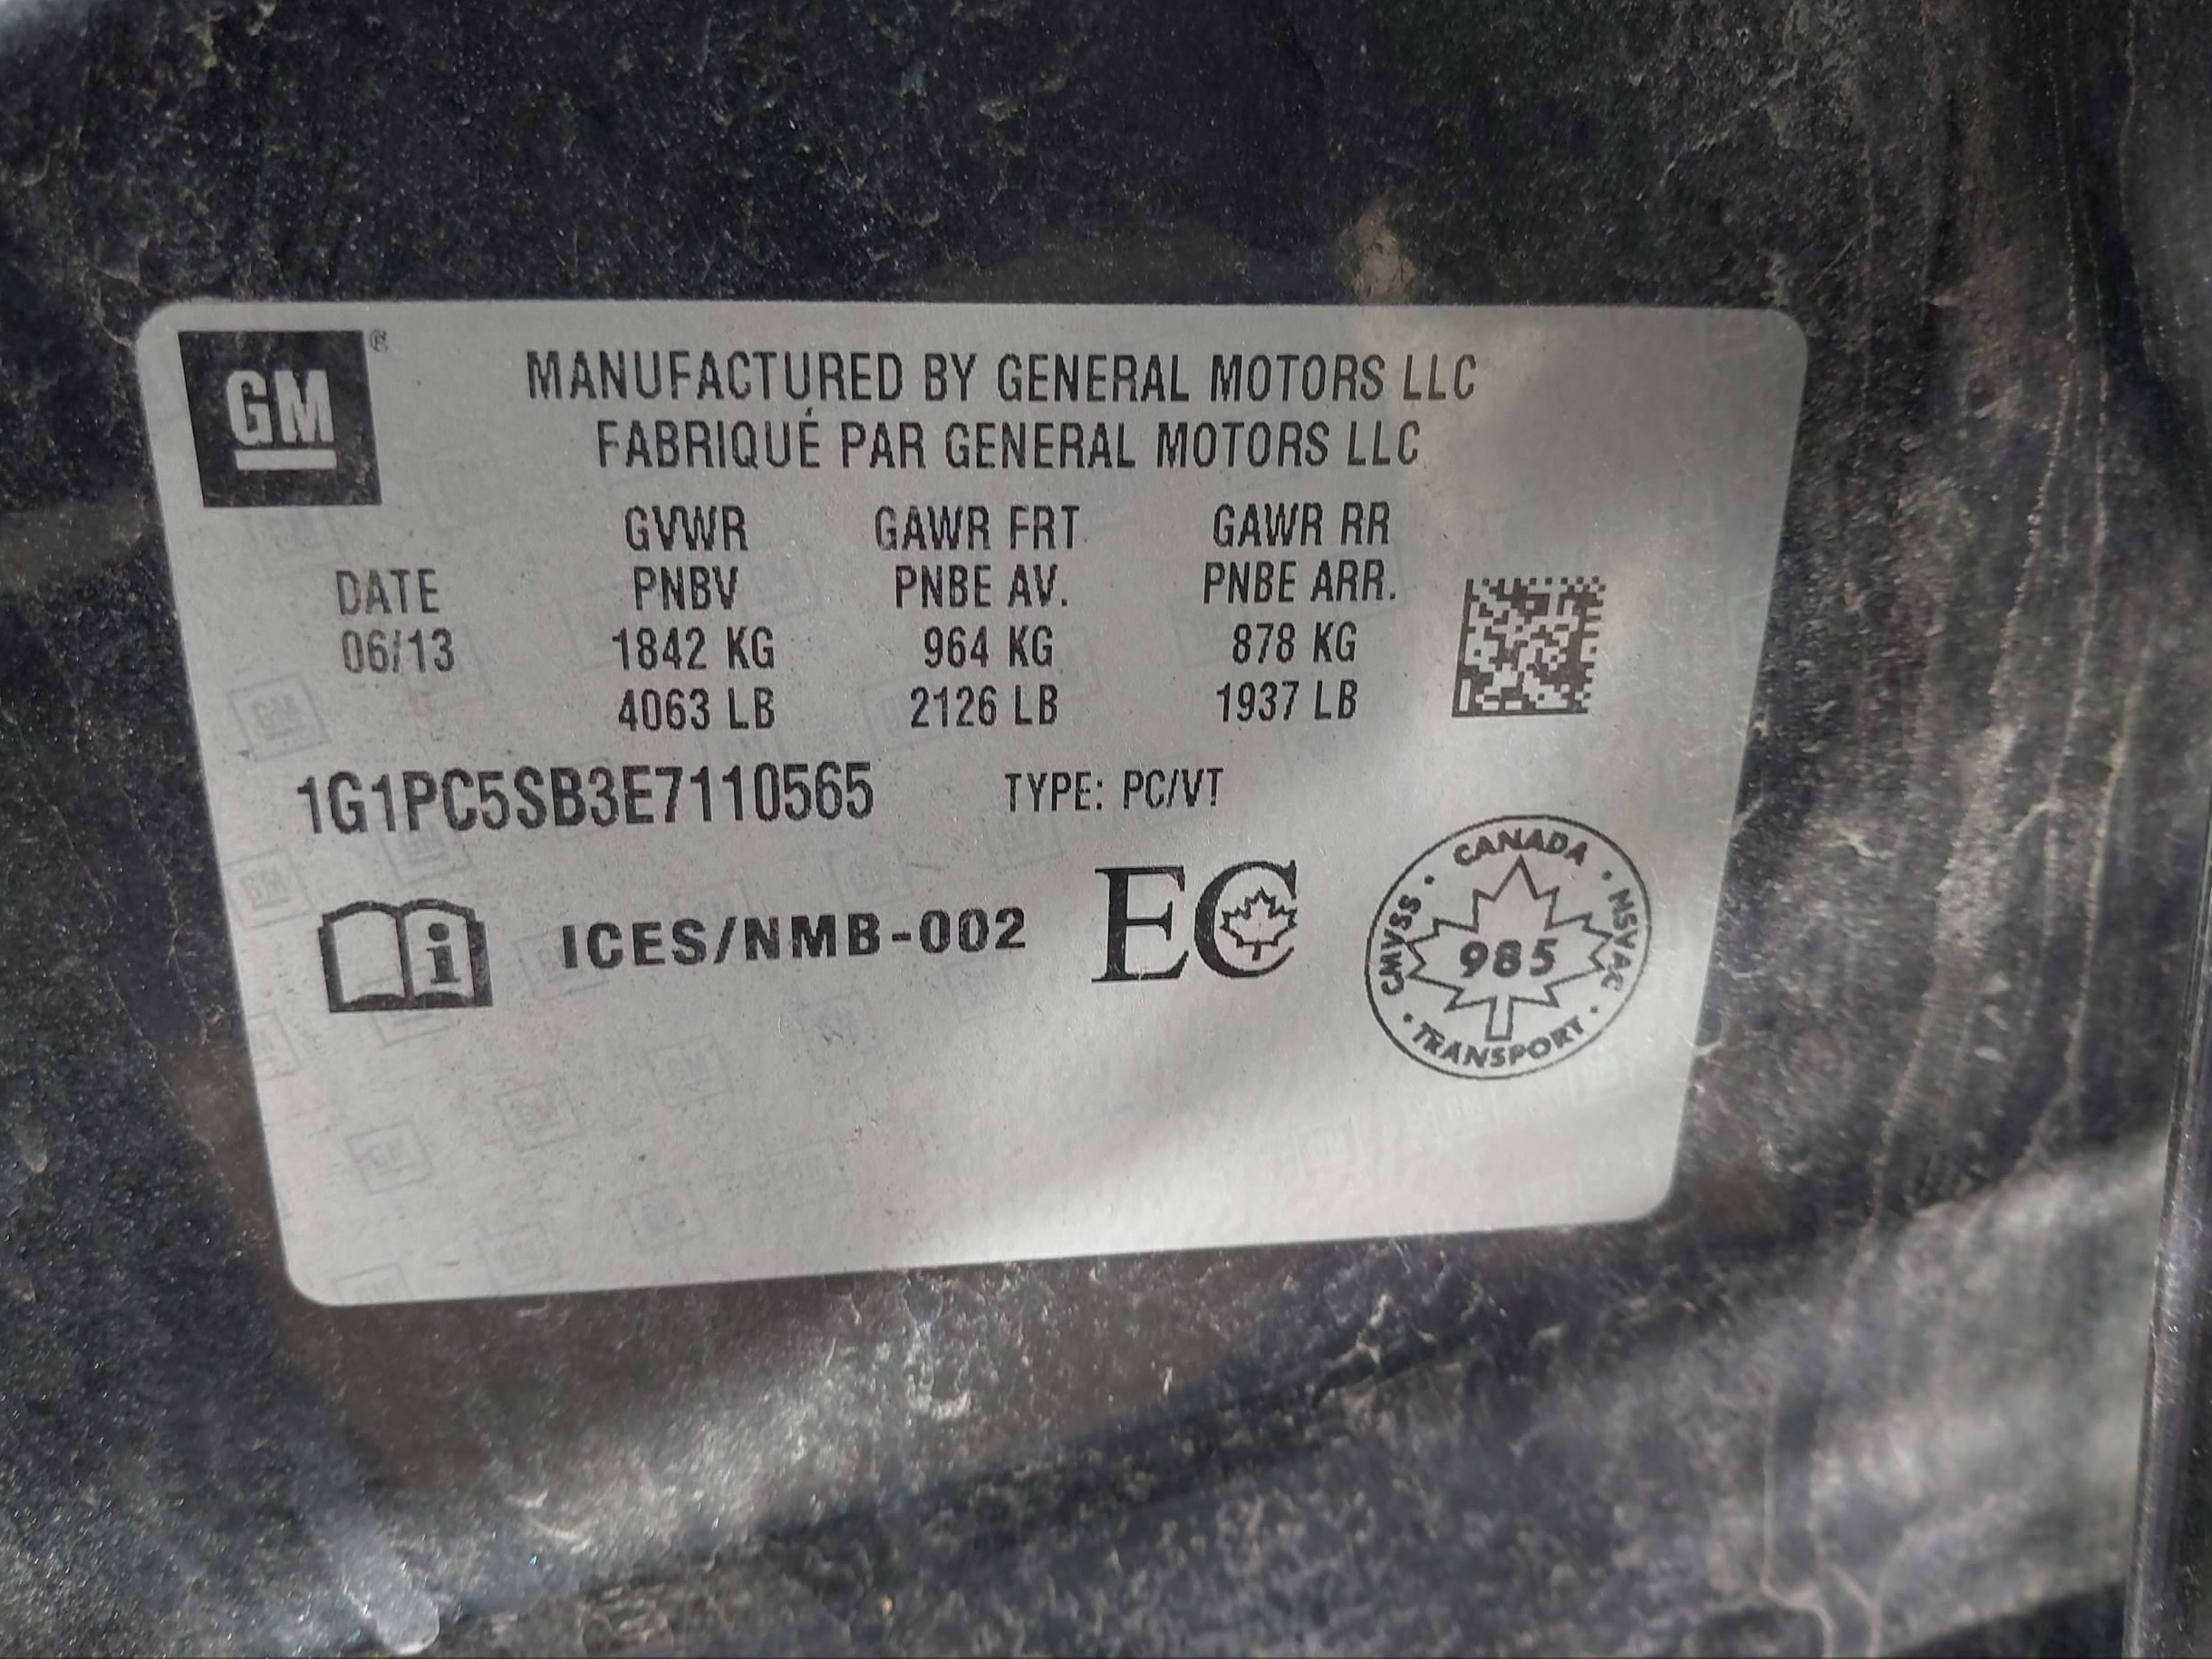 GM ®
MANUFACTURED BY GENERAL MOTORS LLC
FABRIQUÉ PAR GENERAL MOTORS LLC
GVWR GAWR FRT GAWR RR
DATE PNBV PNBE AV. PNBE ARR.
06/13 1842 KG 964 KG 878 KG
4063 LB 2126 LB 1937 LB
1G1PC5SB3E7110565 TYPE: PC/VT
i ICES/NMB-002 EC
CANADA · NSVAC · TRANSPORT · CMVSS ·
985